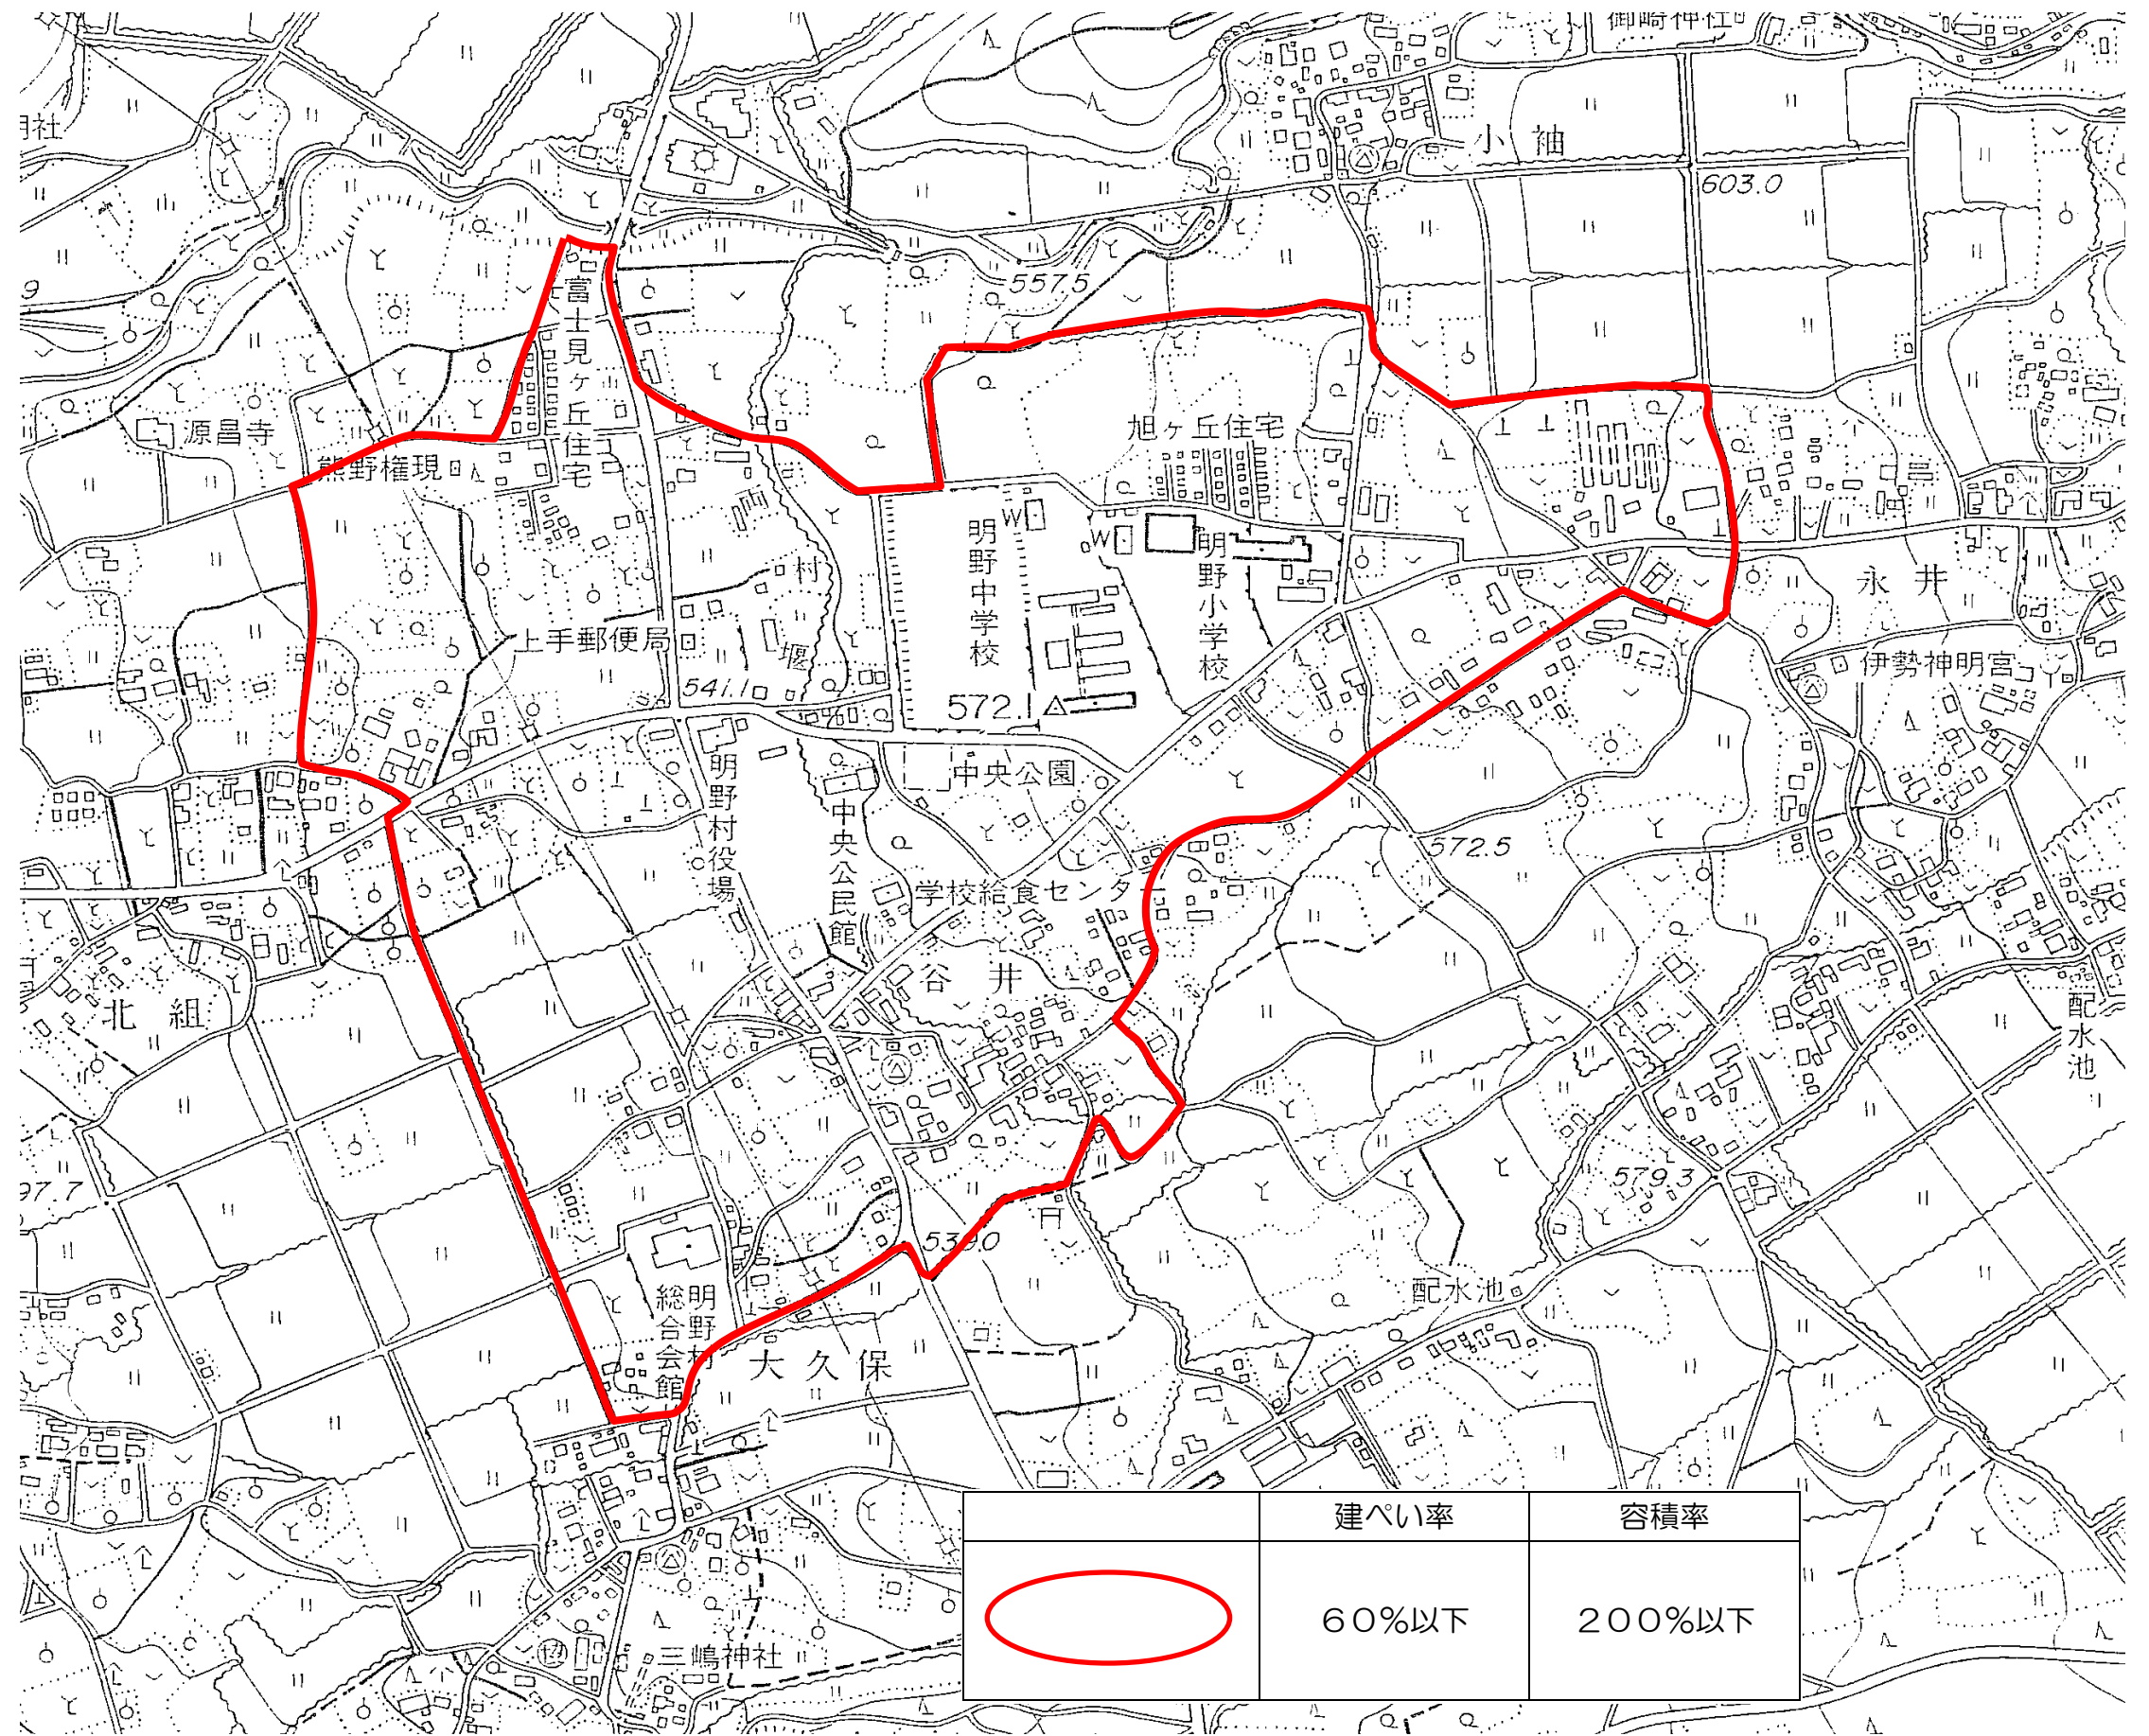 御崎神社
小袖
603.0
557.5
富士見ヶ丘住宅
源昌寺
熊野権現
旭ヶ丘住宅
両村堰
明野中学校
W
W
明野小学校
永井
上手郵便局
伊勢神明宮
541.1
572.1
明野村役場
中央公園
中央公民館
572.5
学校給食センター
谷井
北組
配水池
579.3
97.7
539.0
配水池
明野村
総合会館
大久保
三嶋神社
建ぺい率
容積率
60%以下
200%以下